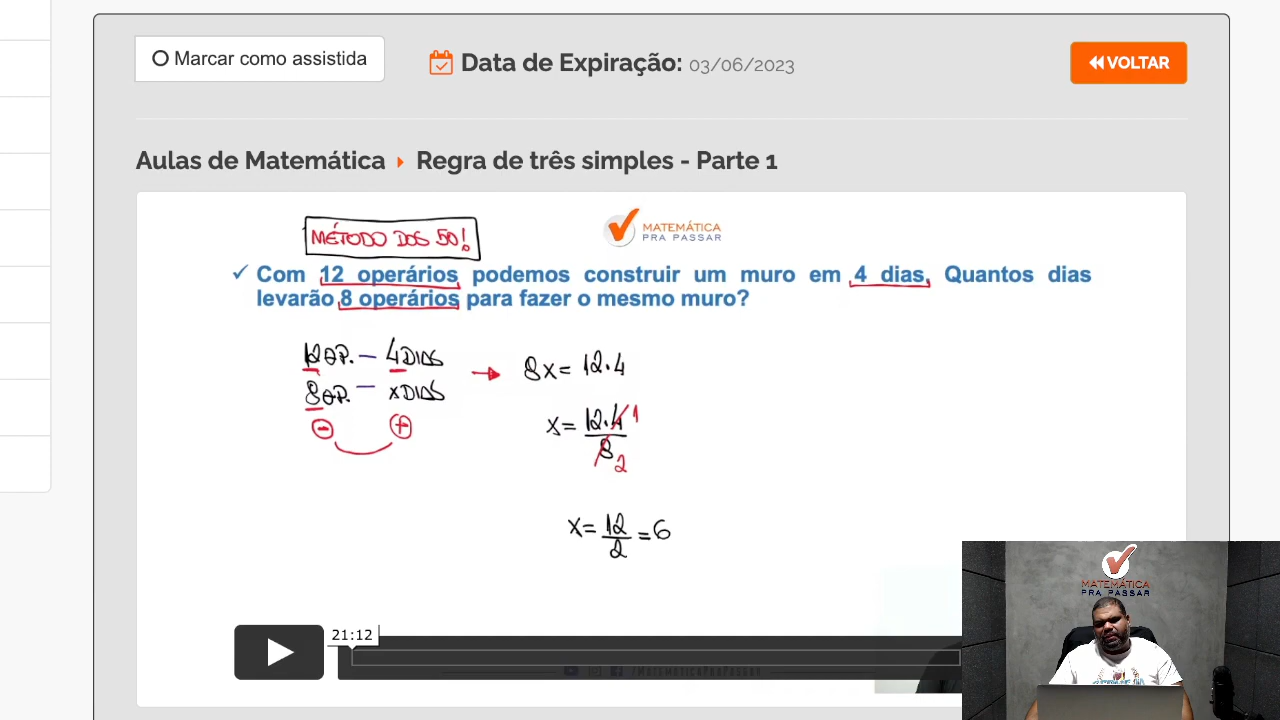 Marcar como assistida
Data de Expiração: 03/06/2023
VOLTAR
Aulas de Matemática Regra de três simples - Parte 1
MÉTODO DOS 50!
MATEMÁTICA
PRA PASSAR
✓ Com 12 operários podemos construir um muro em 4 dias, Quantos dias
levarão 8 operários para fazer o mesmo muro?
12 OP. — 4 DIAS → 8x = 12.4
8 OP. — x DIAS
x = 12.4 1
8 2
- +
x = 12/2 = 6
21:12
/MATEMATICAPRAPASSAR
MATEMÁTICA
PRA PASSAR